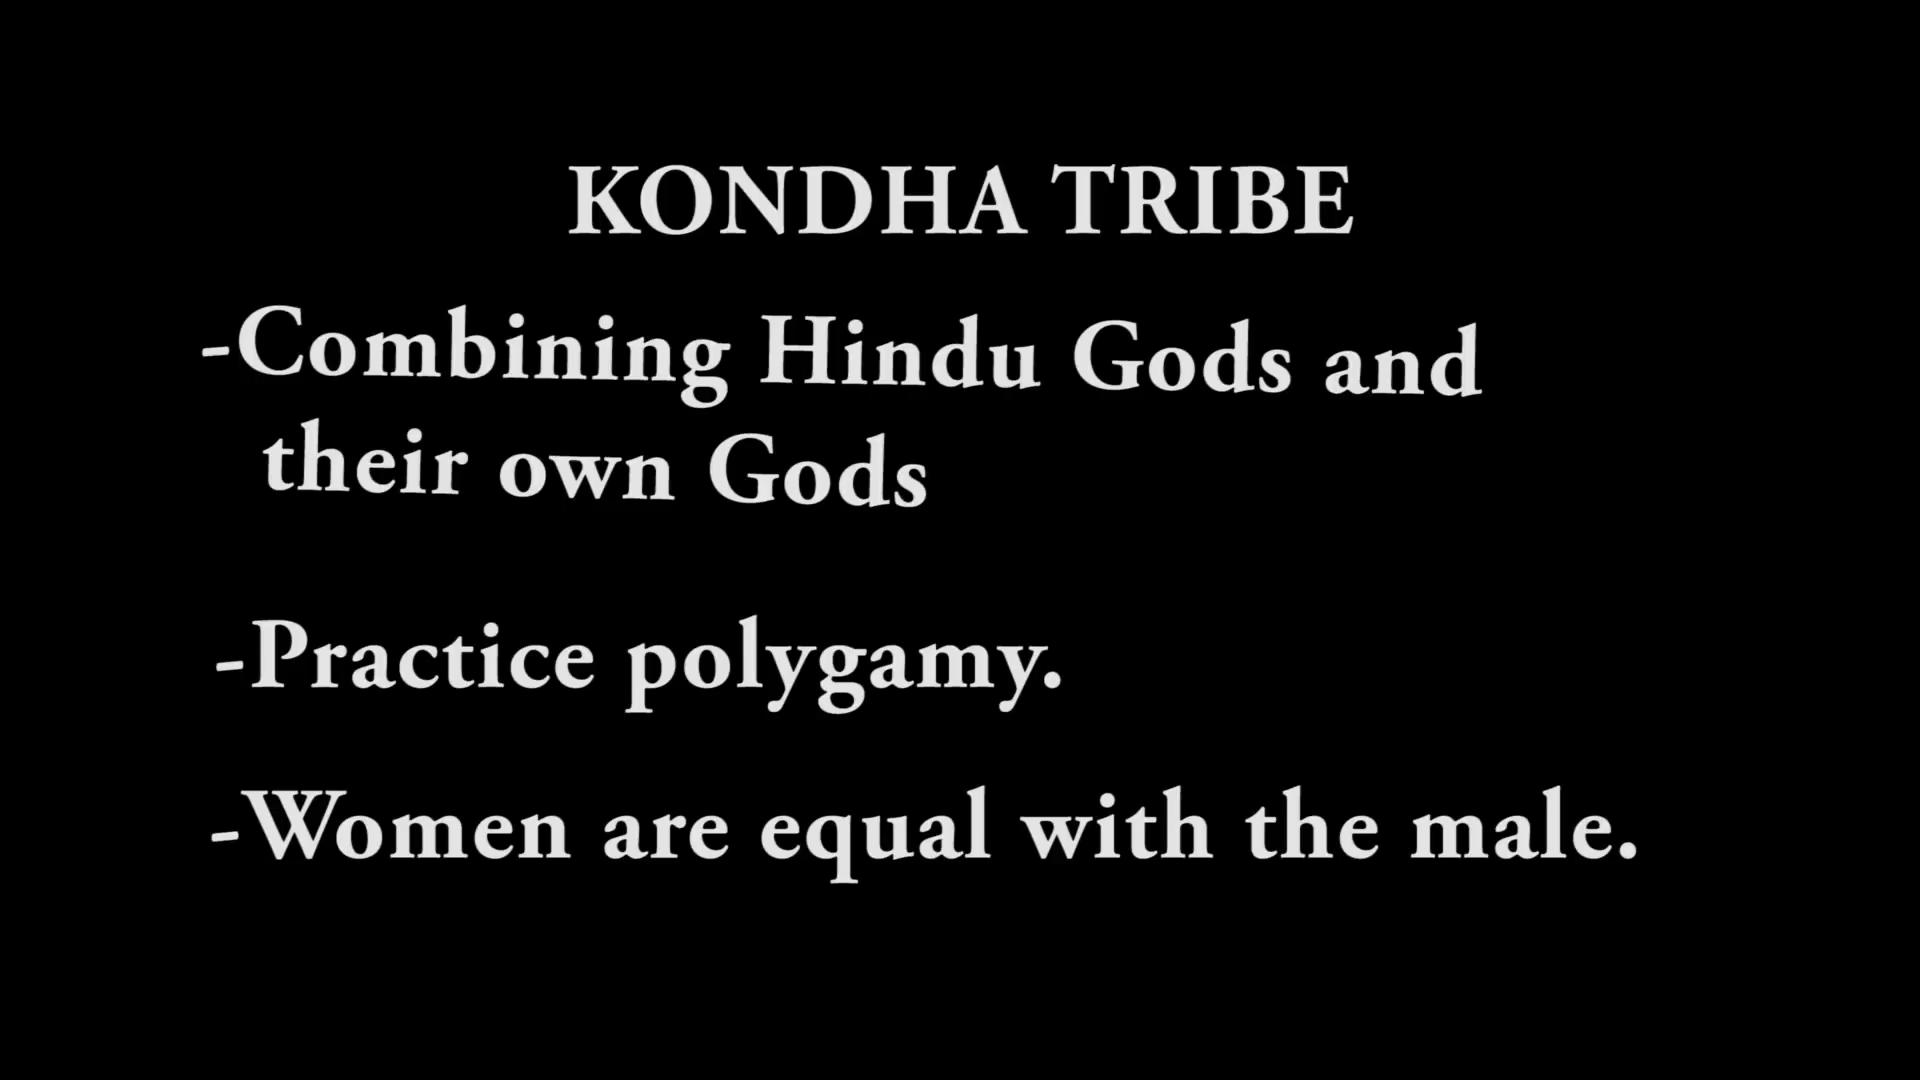 KONDHA TRIBE
-Combining Hindu Gods and
their own Gods
-Practice polygamy.
-Women are equal with the male.